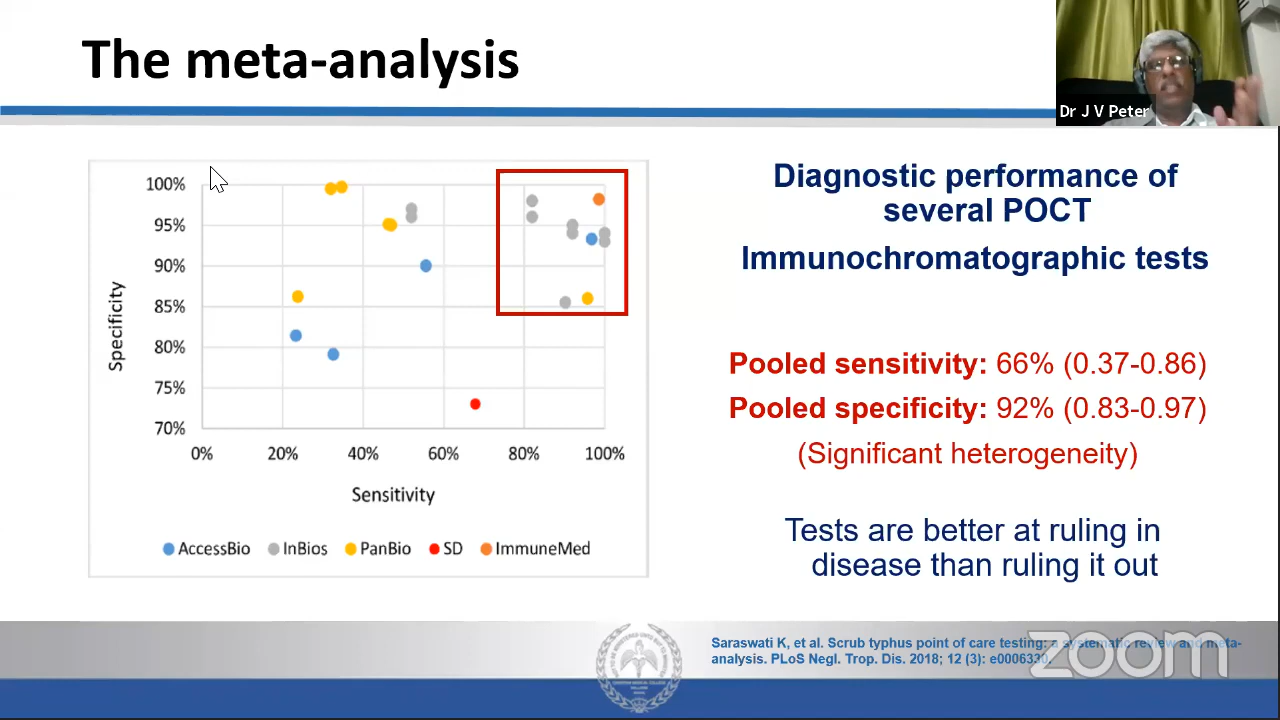 The meta-analysis
Dr J V Peter
100%
95%
90%
85%
80%
75%
70%
Specificity
0% 20% 40% 60% 80% 100%
Sensitivity
AccessBio InBios PanBio SD ImmuneMed
Diagnostic performance of
several POCT
Immunochromatographic tests
Pooled sensitivity: 66% (0.37-0.86)
Pooled specificity: 92% (0.83-0.97)
(Significant heterogeneity)
Tests are better at ruling in
disease than ruling it out
Saraswati K, et al. Scrub typhus point of care testing: a systematic review and meta-
analysis. PLoS Negl. Trop. Dis. 2018; 12 (3): e0006330.
zoom